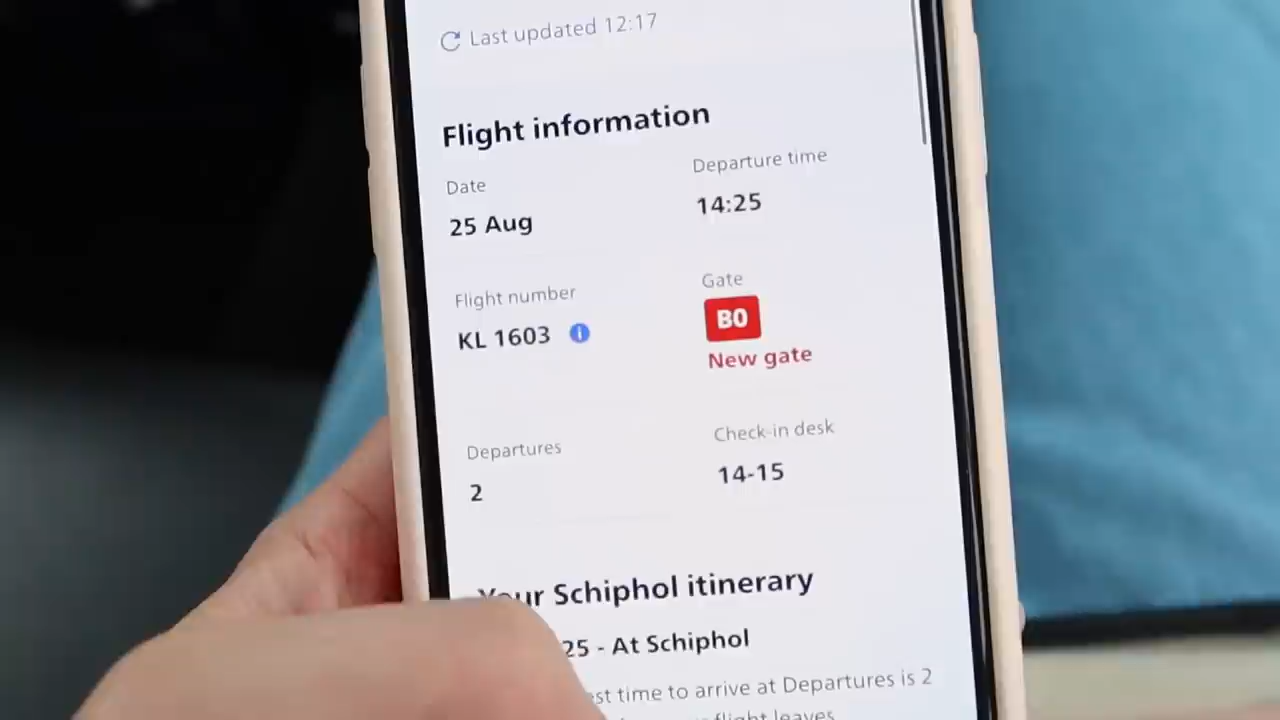 Last updated 12:17
Flight information
Date
Departure time
25 Aug
14:25
Flight number
Gate
KL 1603
B0
New gate
Departures
Check-in desk
2
14-15
Your Schiphol itinerary
25 - At Schiphol
time to arrive at Departures is 2
flight leaves